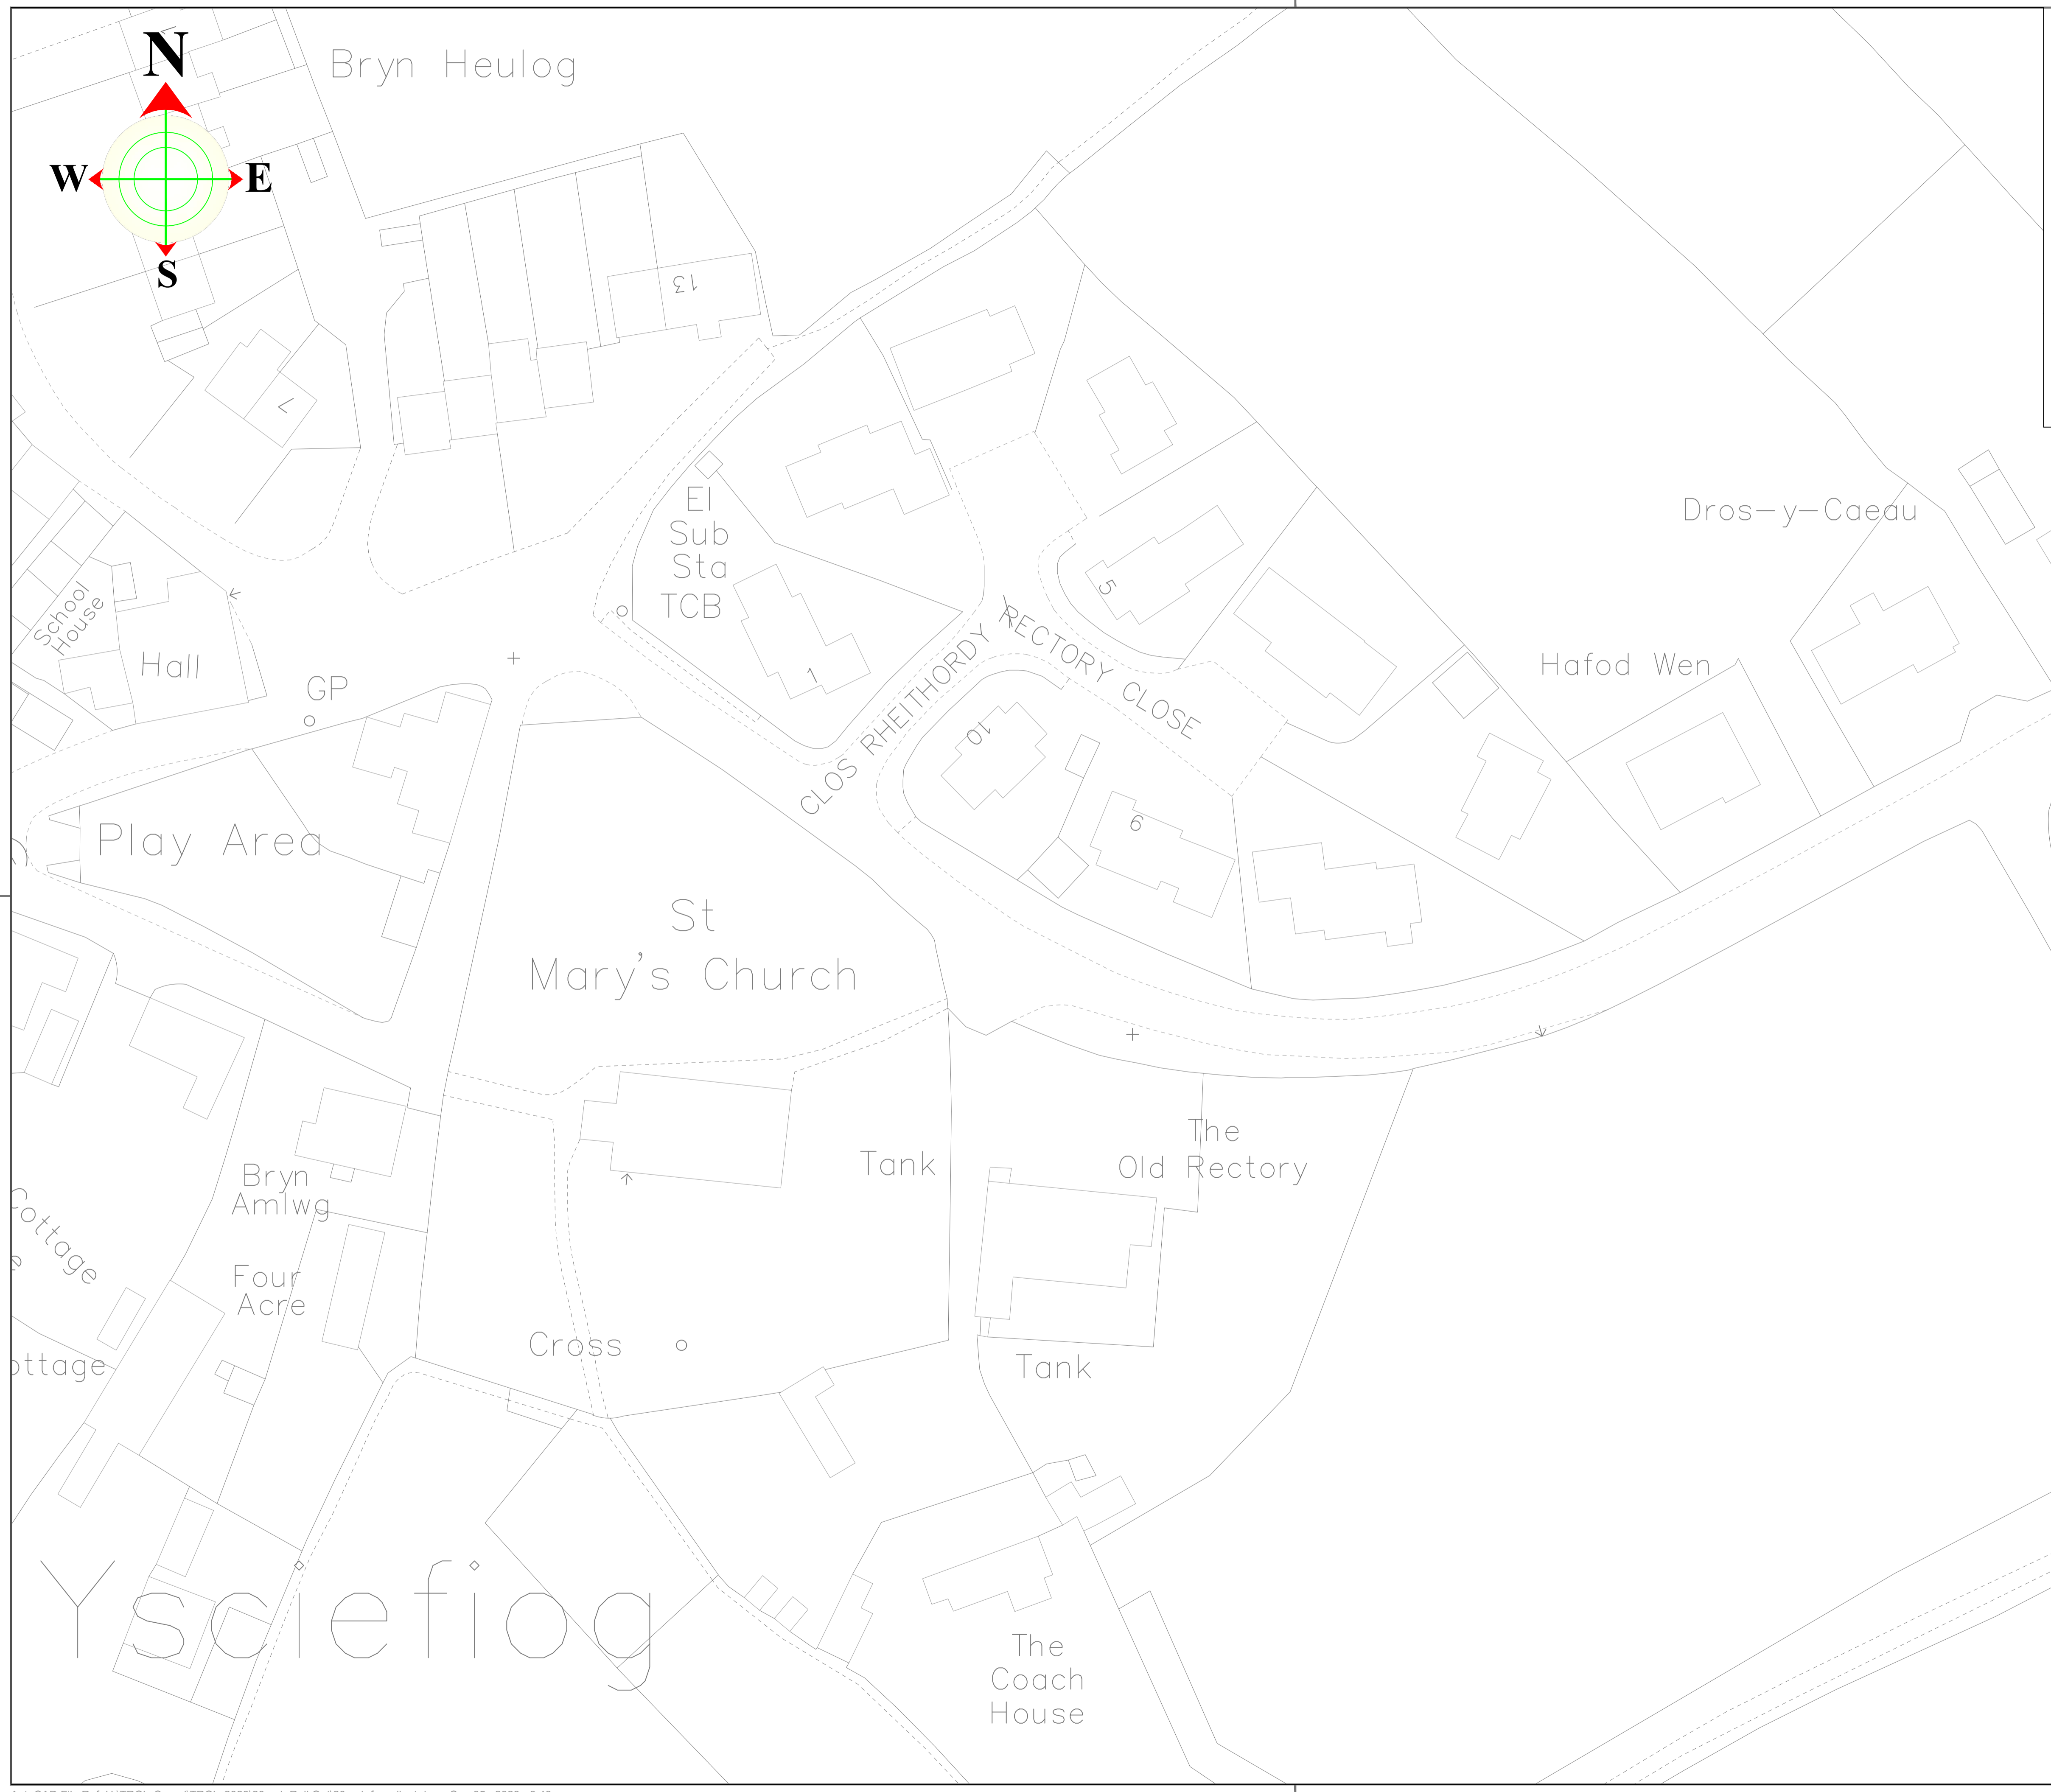 N
W
E
S
Bryn Heulog
13
7
El
Sub
Sta
TCB
5
Dros-y-Caeau
School
House
Hall
GP
1
CLOS RHEITHORDY
RECTORY CLOSE
10
Hafod Wen
Play Area
6
St
Mary's Church
Tank
The
Old Rectory
Bryn
Amlwg
Cottage
Four
Acre
Cross
Tank
ottage
Ysciefiog
The
Coach
House